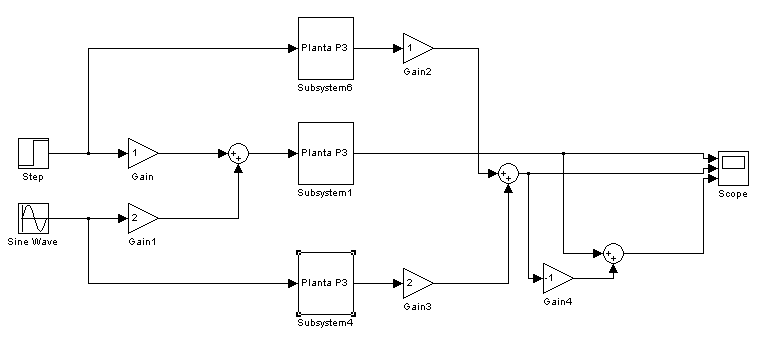 Planta P3
1
Subsystem6
Gain2
1
Planta P3
Step
Gain
Subsystem1
Scope
2
Sine Wave
Gain1
Planta P3
2
-1
Subsystem4
Gain3
Gain4